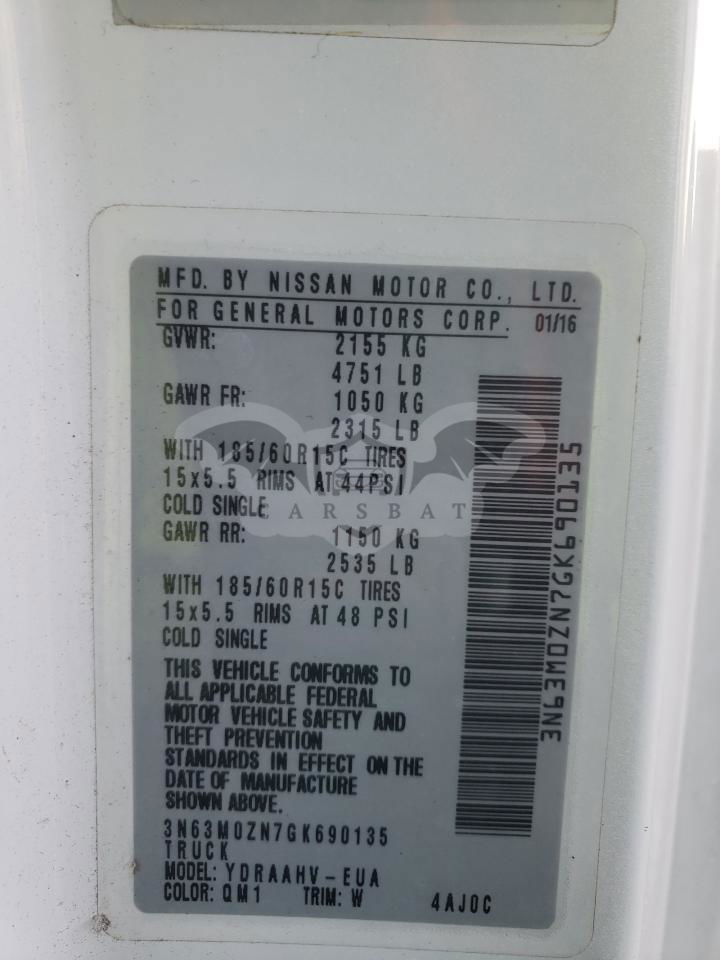 MFD. BY NISSAN MOTOR CO., LTD.
FOR GENERAL MOTORS CORP. 01/16
GVWR: 2155 KG
4751 LB
GAWR FR: 1050 KG
2315 LB
WITH 185/60R15C TIRES
15x5.5 RIMS AT 44PSI
COLD SINGLE
CARSBAT
GAWR RR: 1150 KG
2535 LB
WITH 185/60R15C TIRES
15x5.5 RIMS AT 48 PSI
COLD SINGLE
THIS VEHICLE CONFORMS TO
ALL APPLICABLE FEDERAL
MOTOR VEHICLE SAFETY AND
THEFT PREVENTION
STANDARDS IN EFFECT ON THE
DATE OF MANUFACTURE
SHOWN ABOVE.
3N63M0ZN7GK690135
TRUCK
MODEL: YDRAAHV-EUA
COLOR: QM1 TRIM: W 4AJ0C
3N63M0ZN7GK690135